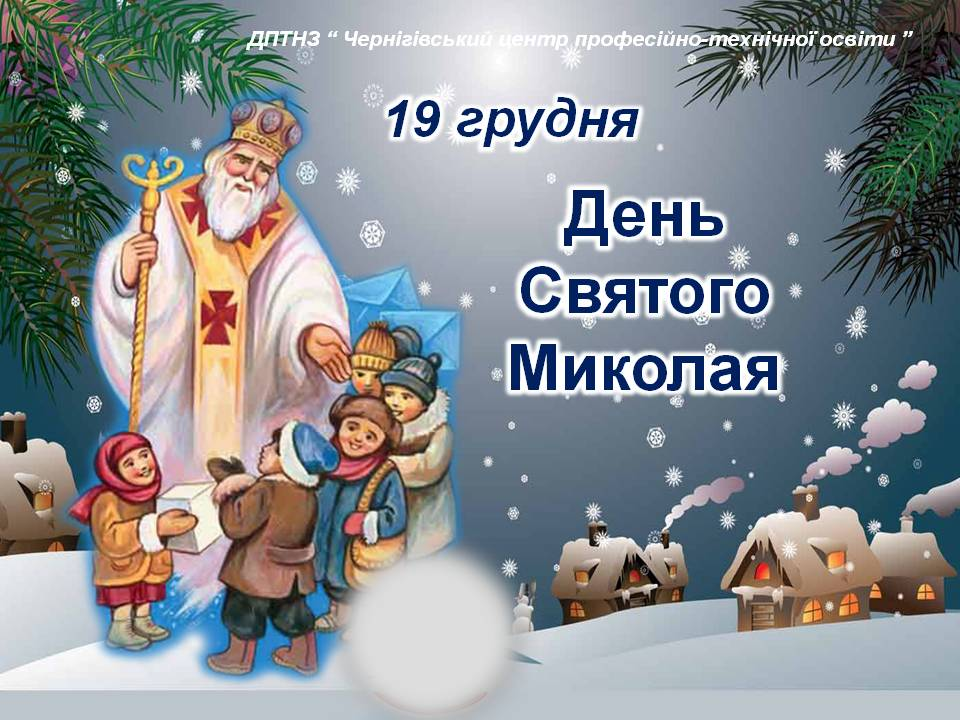 ДПТНЗ “ Чернігівський центр професійно-технічної освіти ”
19 грудня
День
Святого
Миколая